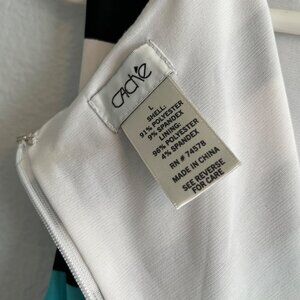 CACHÉ
L
SHELL:
91% POLYESTER
9% SPANDEX
LINING:
96% POLYESTER
4% SPANDEX
RN # 74578
MADE IN CHINA
SEE REVERSE
FOR CARE